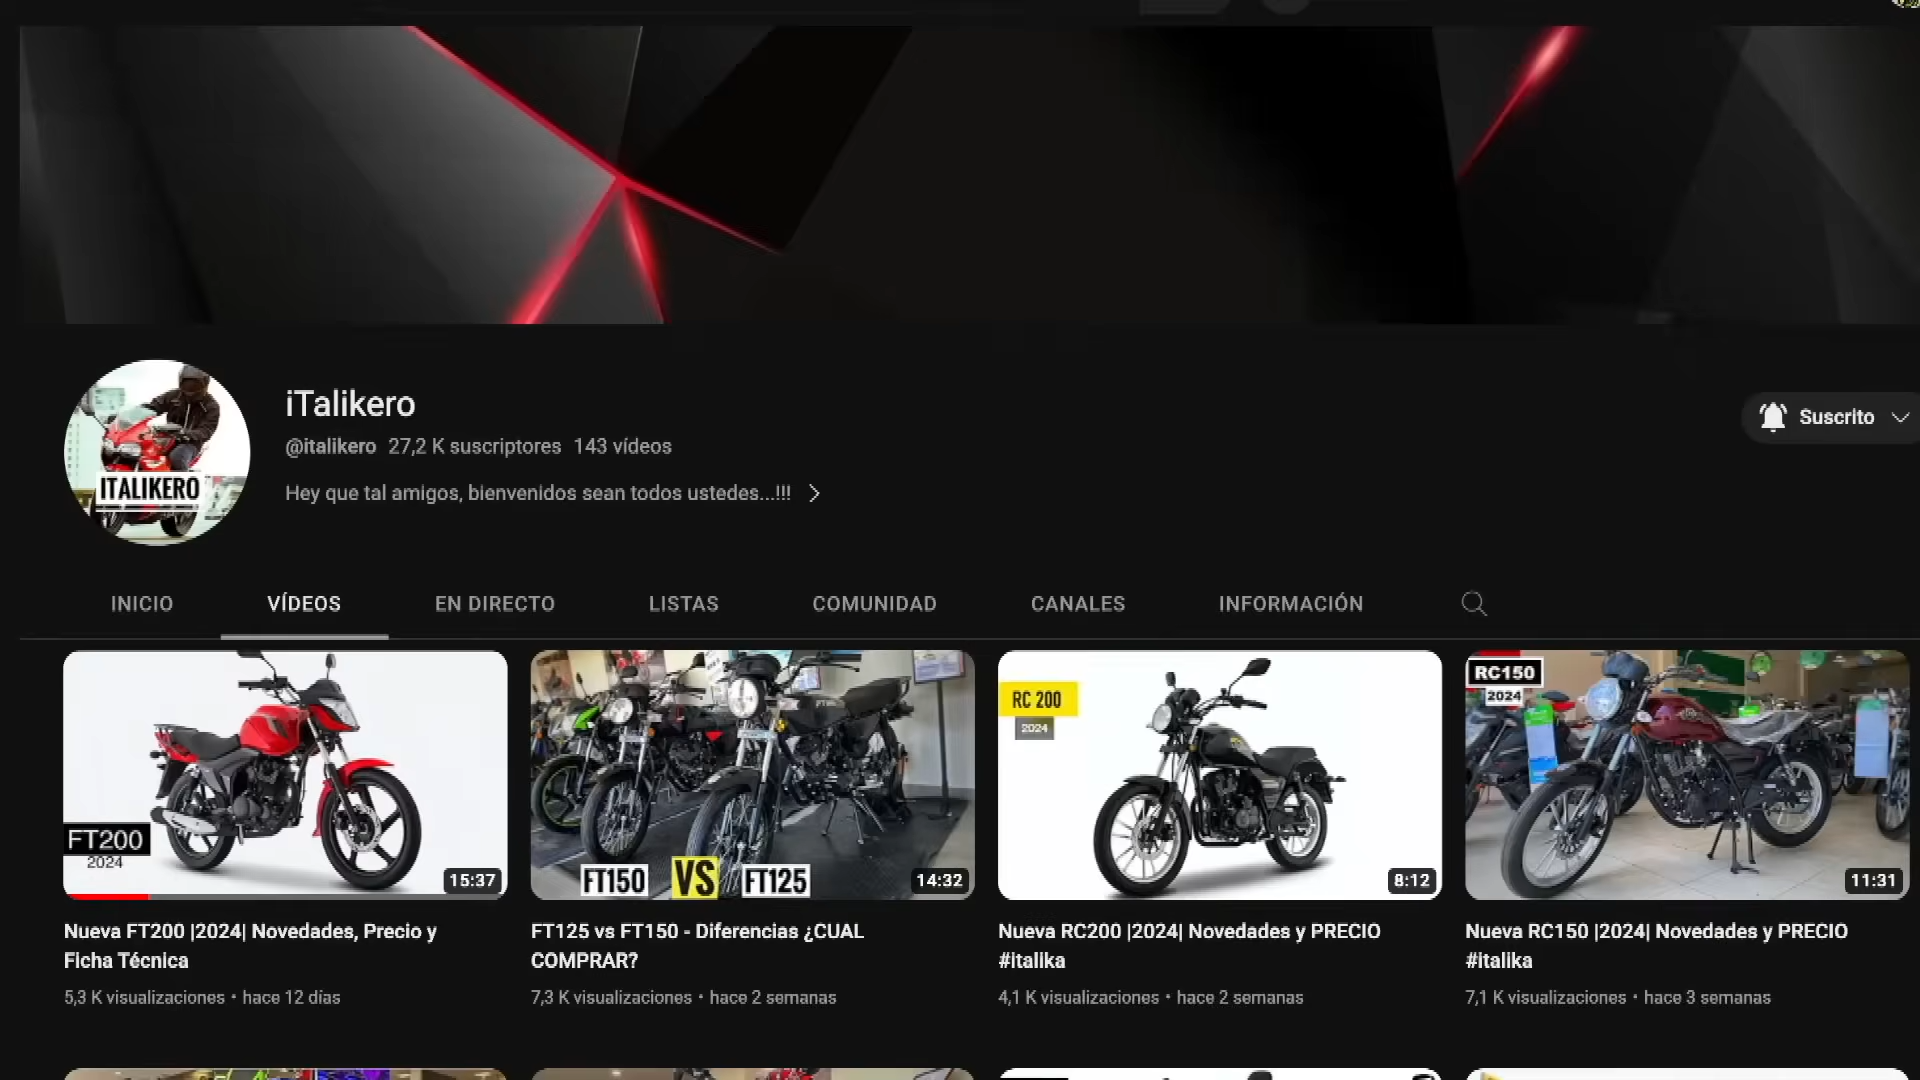 iTalikero
@italikero 27,2 K suscriptores 143 vídeos
Hey que tal amigos, bienvenidos sean todos ustedes...!!!
ITALIKERO
Suscrito
INICIO VÍDEOS EN DIRECTO LISTAS COMUNIDAD CANALES INFORMACIÓN
FT200
2024
15:37
Nueva FT200 |2024| Novedades, Precio y
Ficha Técnica
5,3 K visualizaciones • hace 12 días
FT150 VS FT125
14:32
FT125 vs FT150 - Diferencias ¿CUAL
COMPRAR?
7,3 K visualizaciones • hace 2 semanas
RC 200
2024
8:12
Nueva RC200 |2024| Novedades y PRECIO
#italika
4,1 K visualizaciones • hace 2 semanas
RC150
2024
11:31
Nueva RC150 |2024| Novedades y PRECIO
#italika
7,1 K visualizaciones • hace 3 semanas